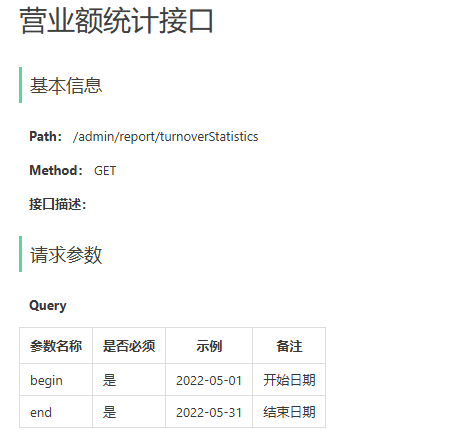 营业额统计接口
基本信息
Path： /admin/report/turnoverStatistics
Method： GET
接口描述：
请求参数
Query
参数名称 是否必须 示例 备注
begin 是 2022-05-01 开始日期
end 是 2022-05-31 结束日期